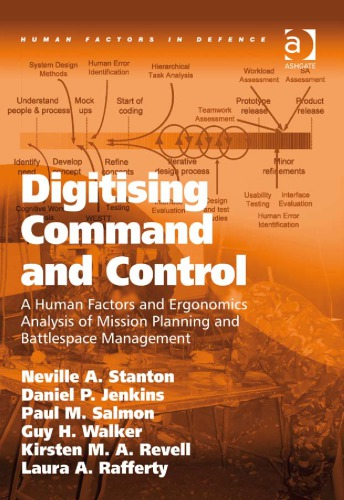 HUMAN FACTORS IN DEFENCE
a
ASHGATE
System Design
Methods
Human Error
Identification
Hierarchical
Task Analysis
Workload
Assessment
SA
Assessment
Understand
people & process
Mock
ups
Start of
coding
Teamwork
Assessment
Prototype
release
Product
release
Identify
need
Develop
concept
Refine
concepts
Iterative
design process
Minor
refinements
Cognitive Work
WESTT
Testing
Evaluation
Design
and test
Usability
Testing
Interface
Evaluation
Human Error
Identification
Digitising
Command
and Control
A Human Factors and Ergonomics
Analysis of Mission Planning and
Battlespace Management
Neville A. Stanton
Daniel P. Jenkins
Paul M. Salmon
Guy H. Walker
Kirsten M. A. Revell
Laura A. Rafferty